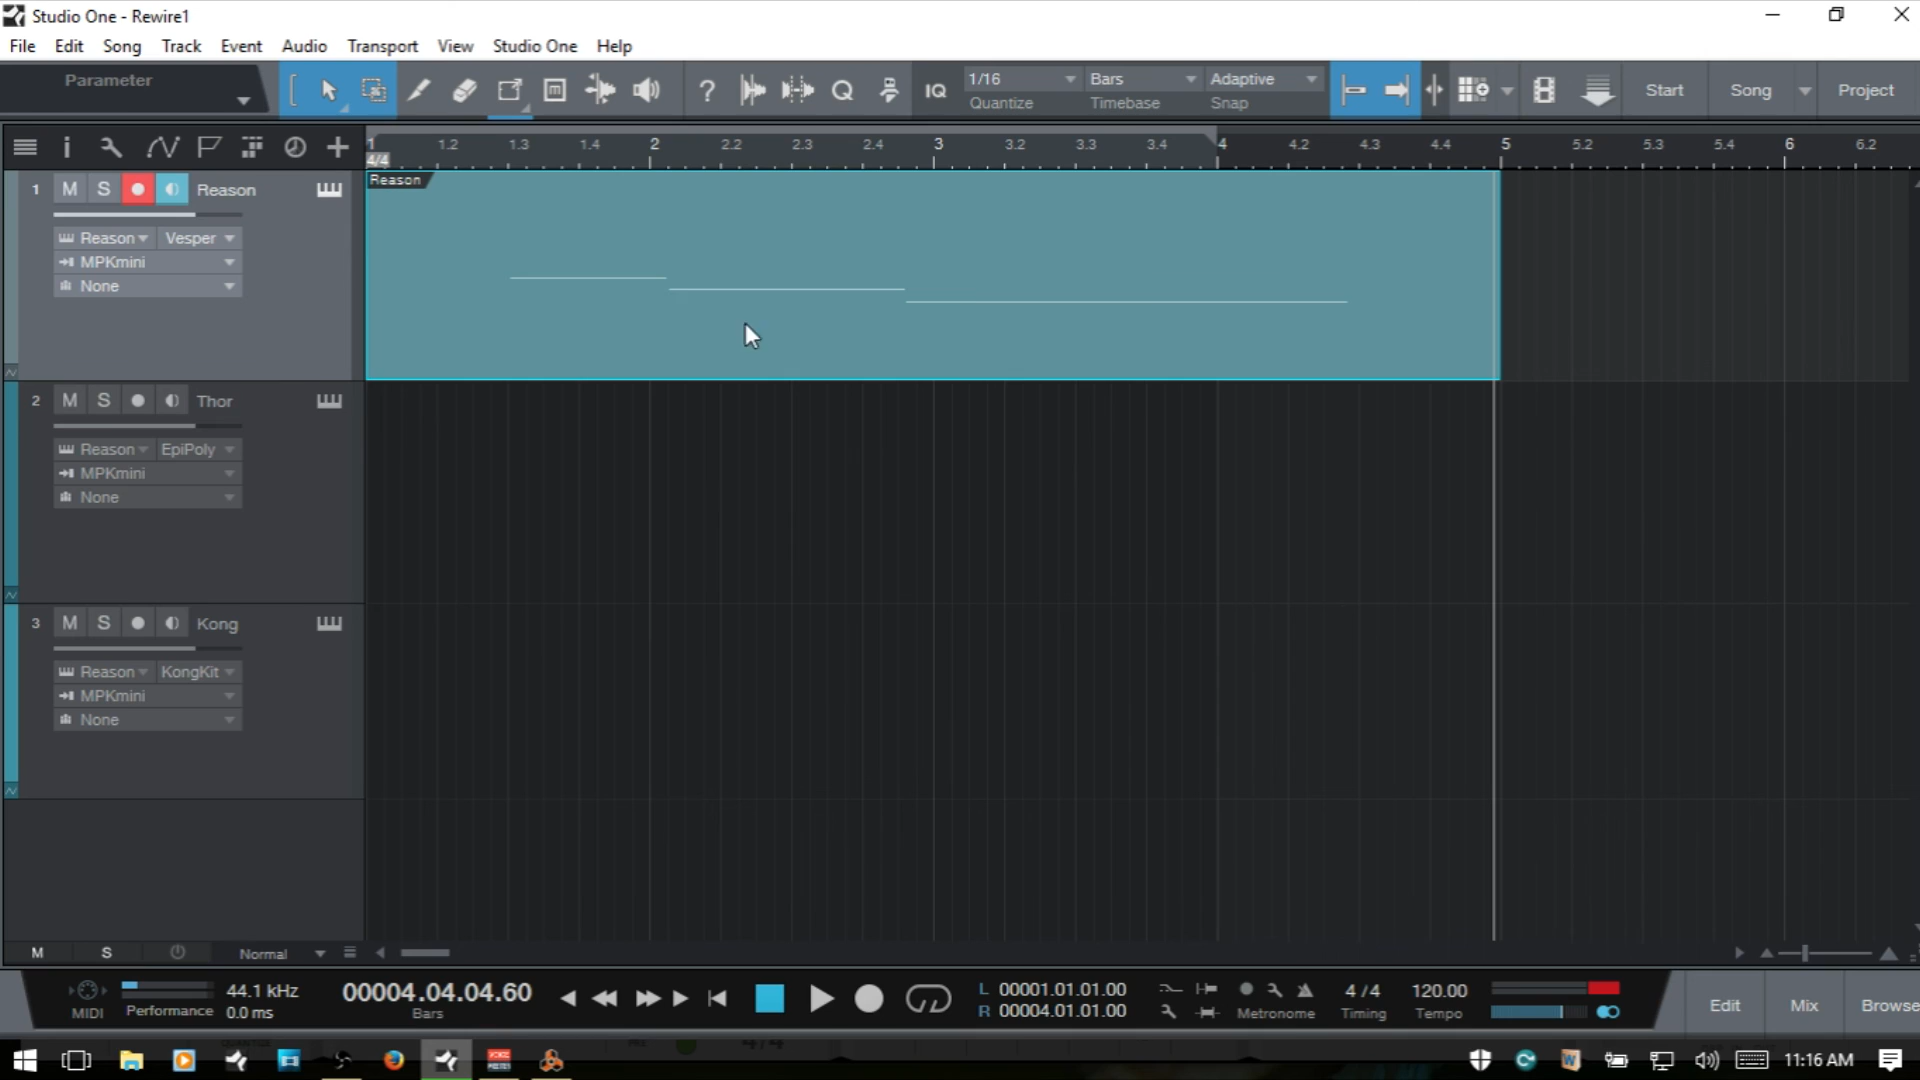 Studio One - Rewire1
File Edit Song Track Event Audio Transport View Studio One Help
Parameter
? Q IQ 1/16 Bars Adaptive Start Song Project
Quantize Timebase Snap
1 1.2 1.3 1.4 2 2.2 2.3 2.4 3 3.2 3.3 3.4 4 4.2 4.3 4.4 5 5.2 5.3 5.4 6 6.2
4/4
1 M S Reason
Reason
Reason Vesper
MPKmini
None
2 M S Thor
Reason EpiPoly
MPKmini
None
3 M S Kong
Reason KongKit
MPKmini
None
M S Normal
MIDI Performance 44.1 kHz 0.0 ms
00004.04.04.60 Bars
L 00001.01.01.00
R 00004.01.01.00
Metronome
4 / 4 Timing
120.00 Tempo
Edit Mix Browse
11:16 AM